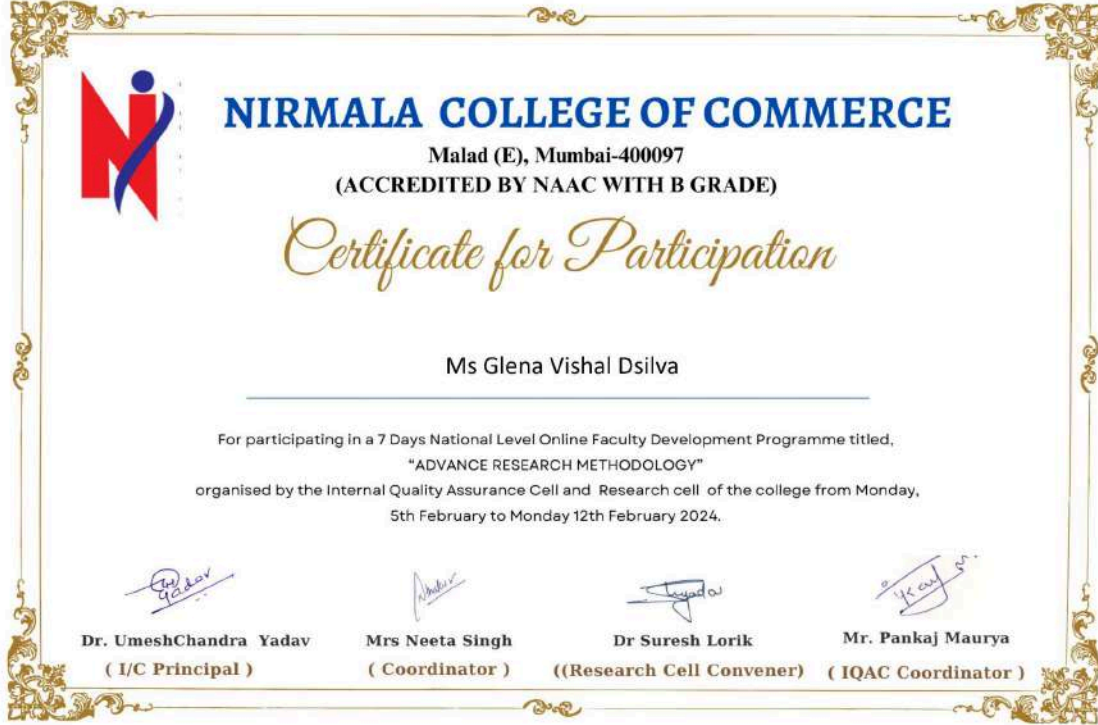 NIRMALA COLLEGE OF COMMERCE
Malad (E), Mumbai-400097
(ACCREDITED BY NAAC WITH B GRADE)
Certificate for Participation
Ms Glena Vishal Dsilva
For participating in a 7 Days National Level Online Faculty Development Programme titled,
“ADVANCE RESEARCH METHODOLOGY”
organised by the Internal Quality Assurance Cell and Research cell of the college from Monday,
5th February to Monday 12th February 2024.
Dr. UmeshChandra Yadav Mrs Neeta Singh Dr Suresh Lorik Mr. Pankaj Maurya
( I/C Principal ) ( Coordinator ) ((Research Cell Convener) ( IQAC Coordinator )